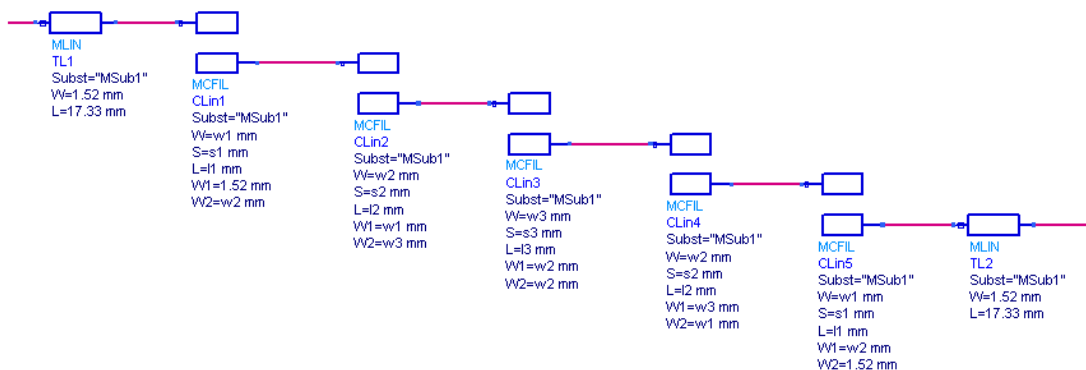 MLIN
TL1
Subst="MSub1"
W=1.52 mm
L=17.33 mm
MCFIL
CLin1
Subst="MSub1"
W=w1 mm
S=s1 mm
L=l1 mm
W1=1.52 mm
W2=w2 mm
MCFIL
CLin2
Subst="MSub1"
W=w2 mm
S=s2 mm
L=l2 mm
W1=w1 mm
W2=w3 mm
MCFIL
CLin3
Subst="MSub1"
W=w3 mm
S=s3 mm
L=l3 mm
W1=w2 mm
W2=w2 mm
MCFIL
CLin4
Subst="MSub1"
W=w2 mm
S=s2 mm
L=l2 mm
W1=w3 mm
W2=w1 mm
MCFIL
CLin5
Subst="MSub1"
W=w1 mm
S=s1 mm
L=l1 mm
W1=w2 mm
W2=1.52 mm
MLIN
TL2
Subst="MSub1"
W=1.52 mm
L=17.33 mm